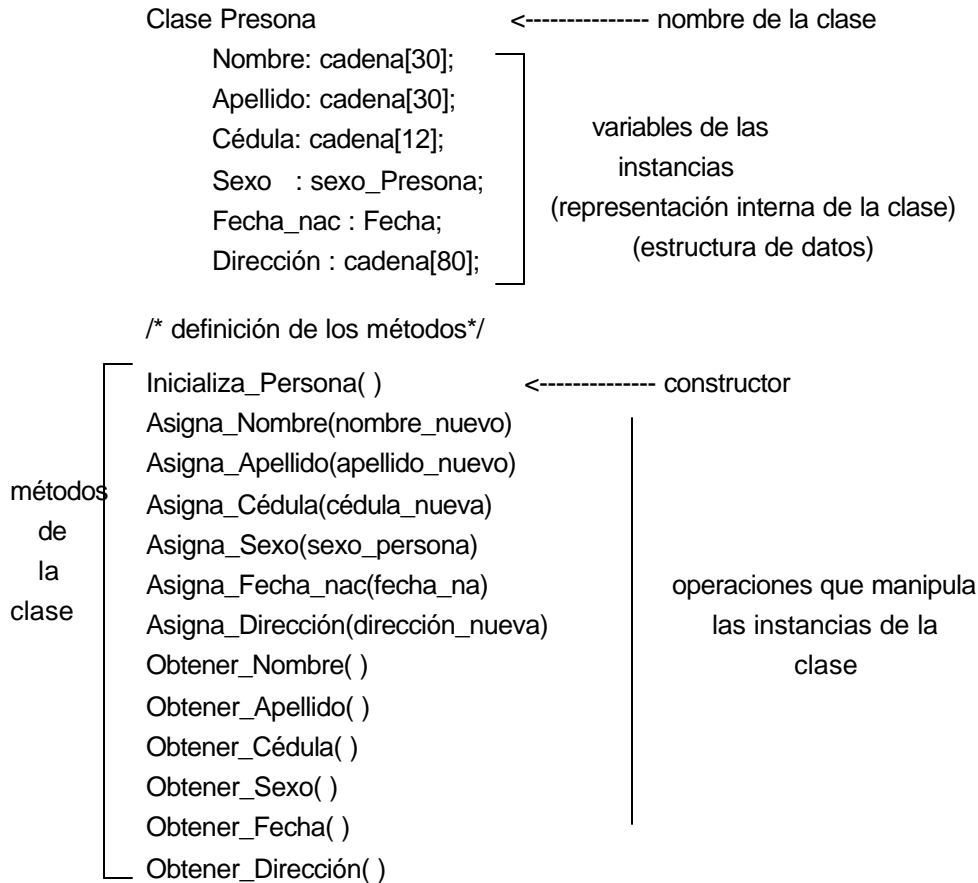 Clase Presona <--------------- nombre de la clase
Nombre: cadena[30];
Apellido: cadena[30];
Cédula: cadena[12];
Sexo : sexo_Presona;
Fecha_nac : Fecha;
Dirección : cadena[80];
variables de las
instancias
(representación interna de la clase)
(estructura de datos)
/* definición de los métodos*/
Inicializa_Persona( ) <-------------- constructor
Asigna_Nombre(nombre_nuevo)
Asigna_Apellido(apellido_nuevo)
Asigna_Cédula(cédula_nueva)
Asigna_Sexo(sexo_persona)
Asigna_Fecha_nac(fecha_na)
Asigna_Dirección(dirección_nueva)
Obtener_Nombre( )
Obtener_Apellido( )
Obtener_Cédula( )
Obtener_Sexo( )
Obtener_Fecha( )
Obtener_Dirección( )
métodos
de
la
clase
operaciones que manipula
las instancias de la
clase